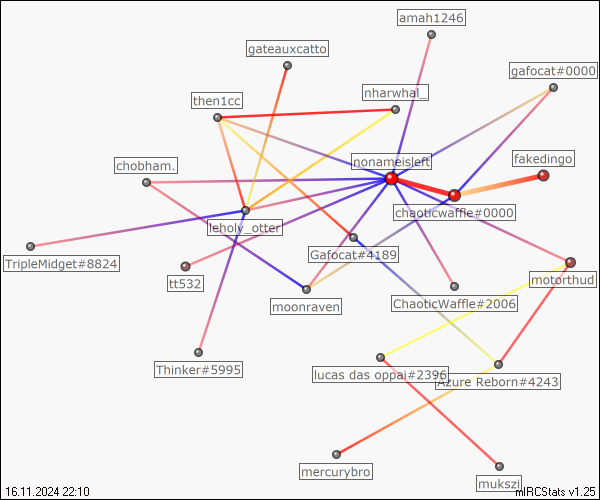 amah1246
gateauxcatto
gafocat#0000
nharwhal_
then1cc
nonameisleft
fakedingo
chobham.
chaoticwaffle#0000
leholy_otter
Gafocat#4189
TripleMidget#8824
tt532
motorthud
moonraven
ChaoticWaffle#2006
Thinker#5995
lucas das oppai#2396
Azure Reborn#4243
mercurybro
mukszi
16.11.2024 22:10
mIRCStats v1.25